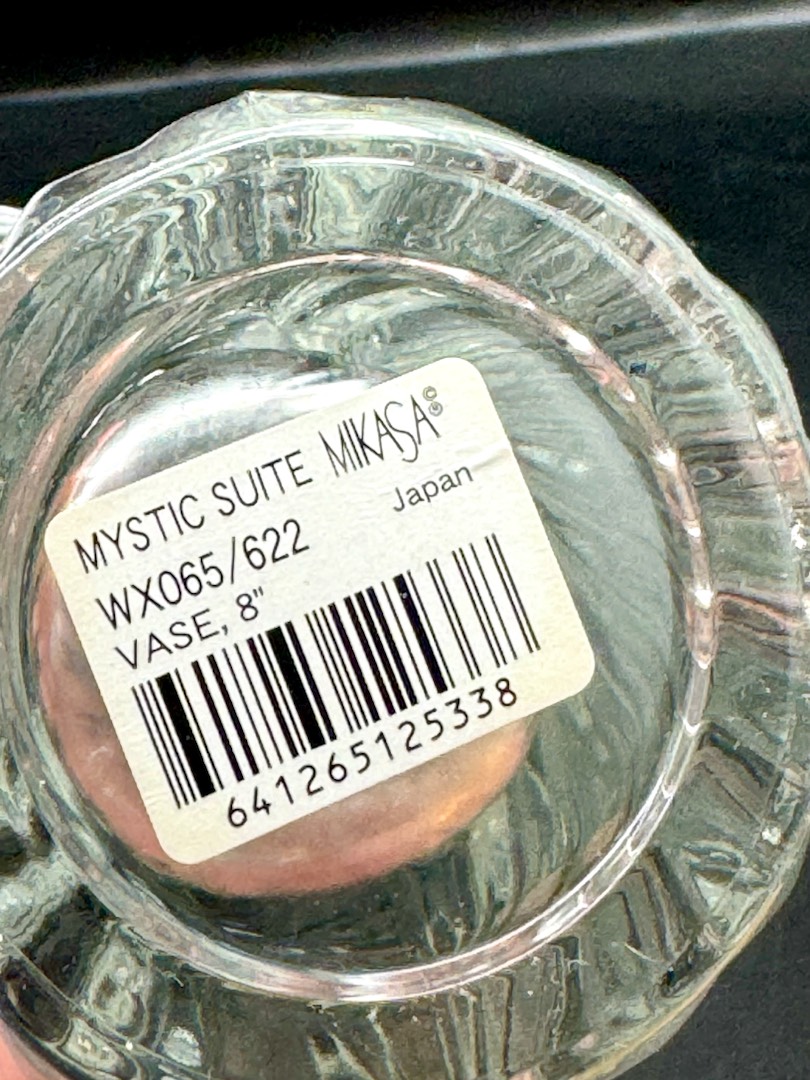 MYSTIC SUITE MIKASA©®
Japan
WX065/622
VASE, 8"
641265125338